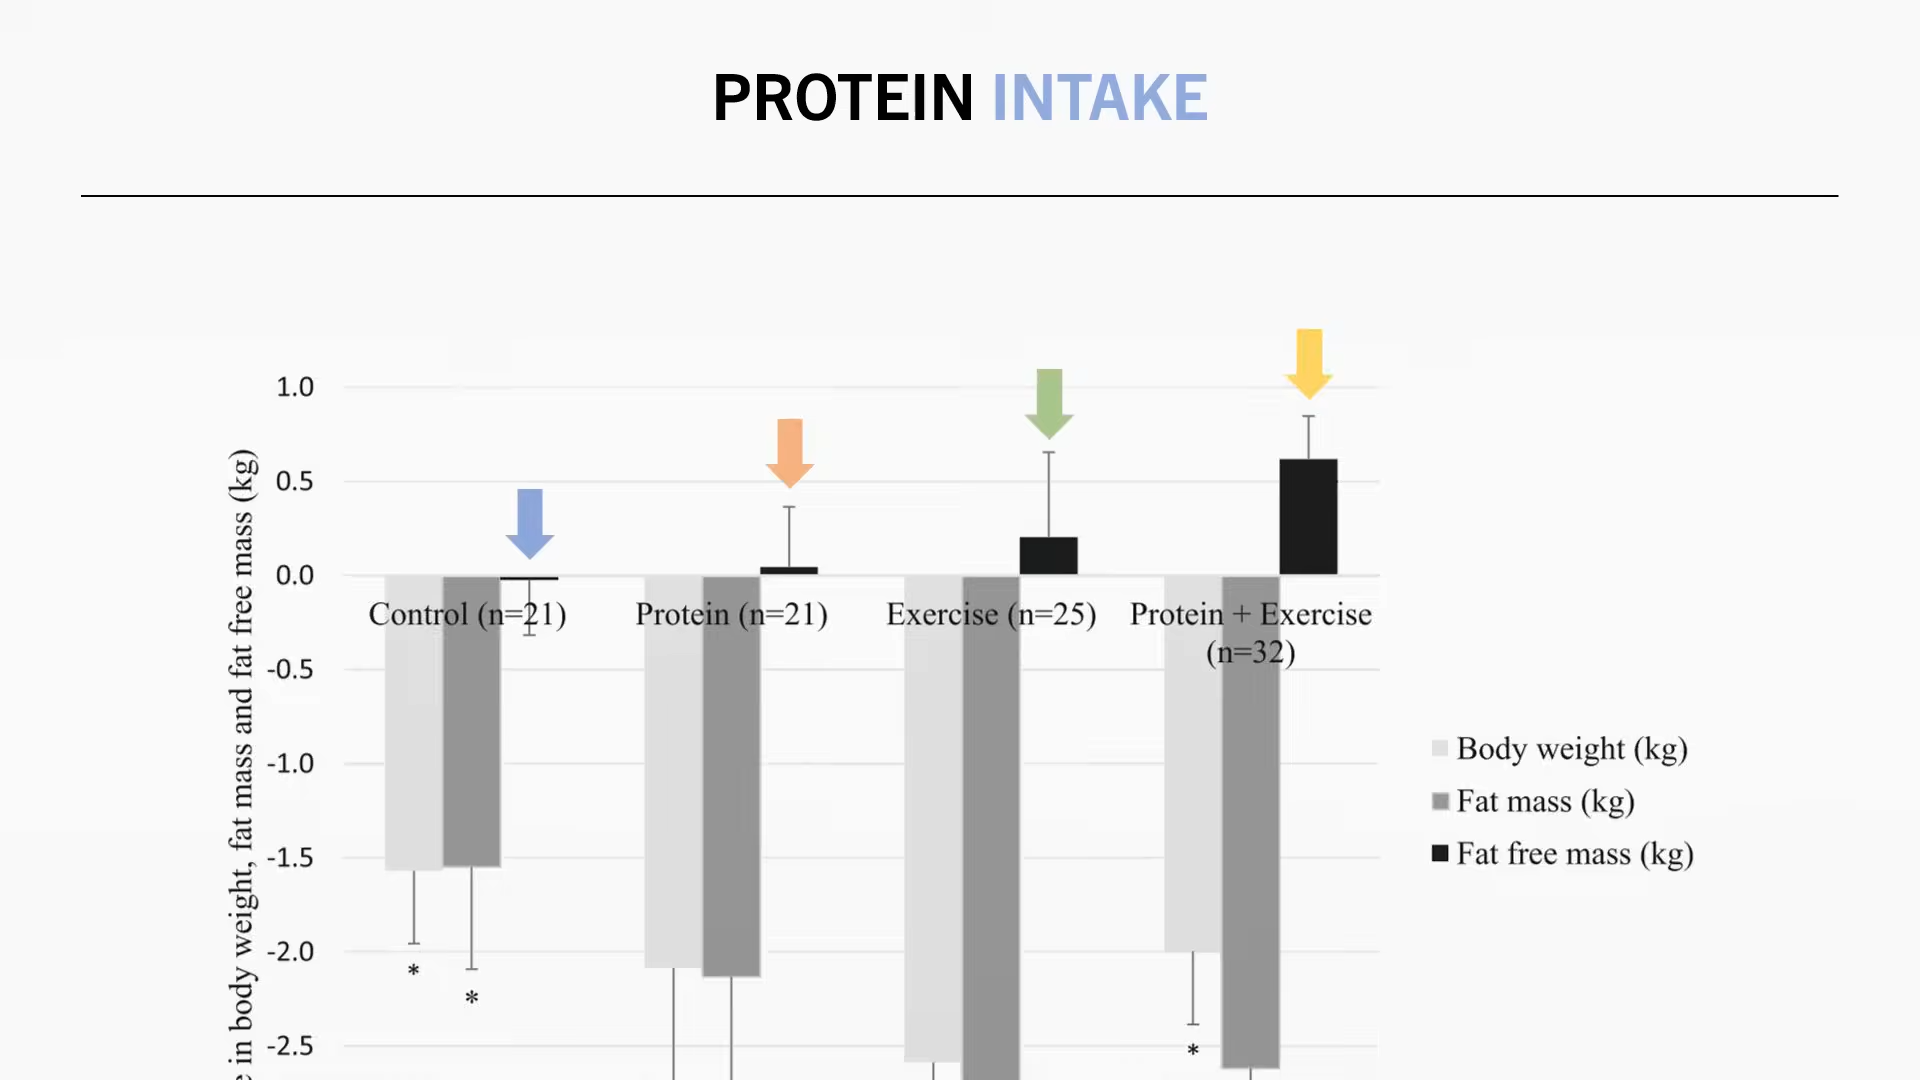 PROTEIN INTAKE
1.0
0.5
0.0
-0.5
-1.0
-1.5
-2.0
-2.5
in body weight, fat mass and fat free mass (kg)
Control (n=21)
Protein (n=21)
Exercise (n=25)
Protein + Exercise
(n=32)
*
*
*
Body weight (kg)
Fat mass (kg)
Fat free mass (kg)